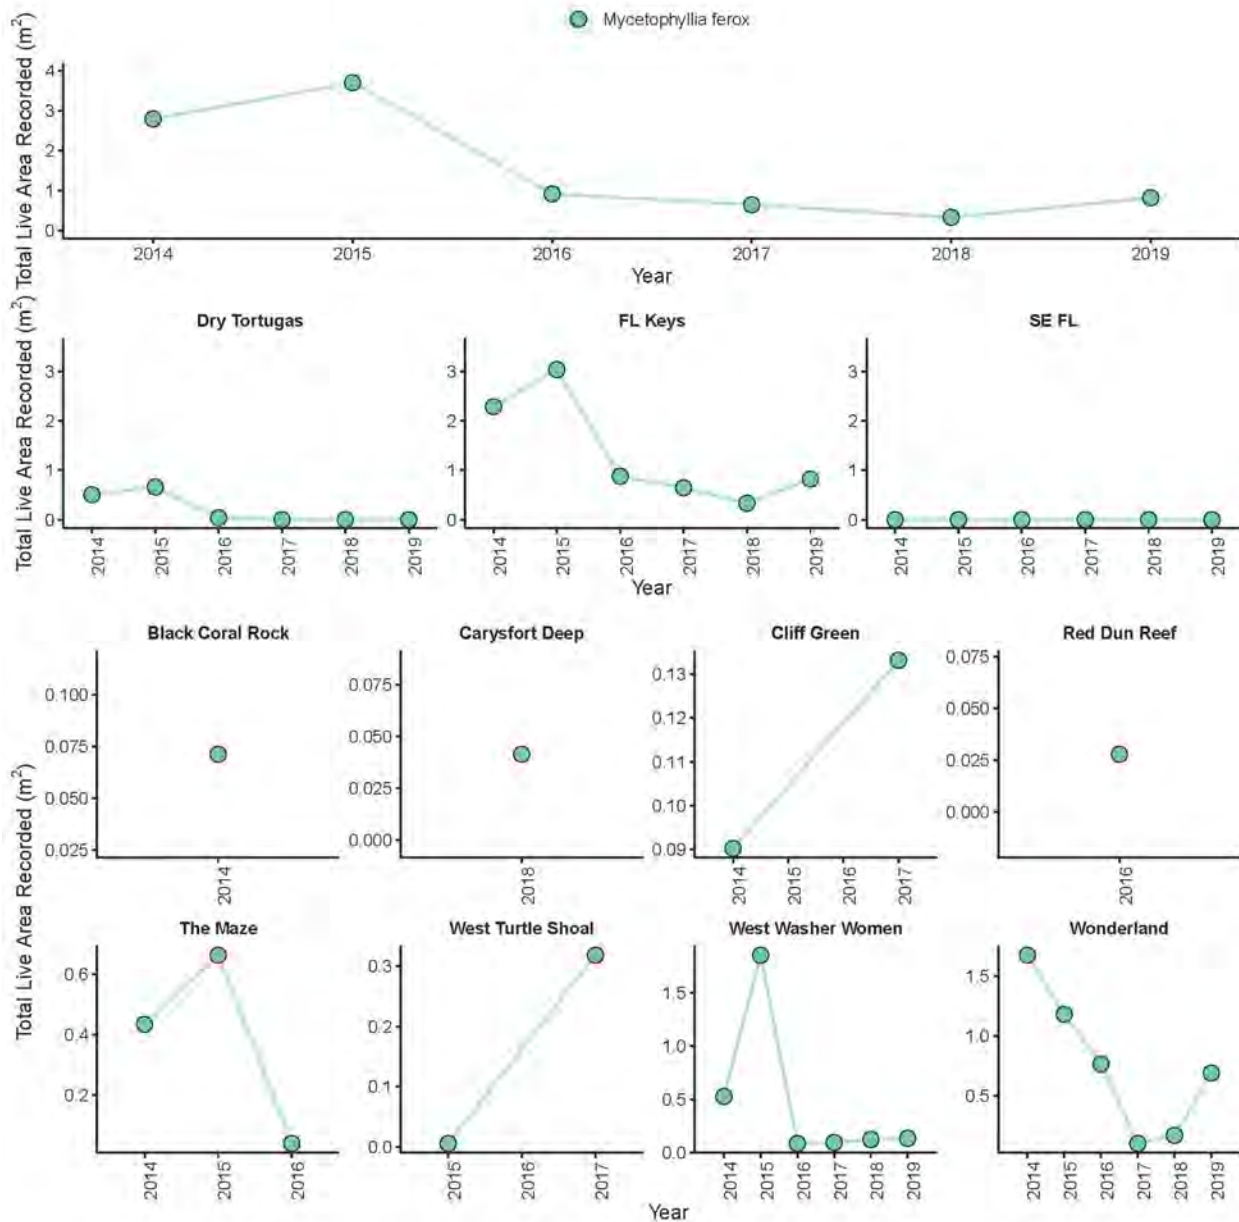 Mycetophyllia ferox
Total Live Area Recorded (m²)
4
3
2
1
0
2014 2015 2016 2017 2018 2019
Year
Total Live Area Recorded (m²)
Dry Tortugas FL Keys SE FL
3 3 3
2 2 2
1 1 1
0 0 0
2014 2015 2016 2017 2018 2019 2014 2015 2016 2017 2018 2019 2014 2015 2016 2017 2018 2019
Year
Total Live Area Recorded (m²)
Black Coral Rock
0.100
0.075
0.050
0.025
2014
Carysfort Deep
0.075
0.050
0.025
0.000
2018
Cliff Green
0.13
0.12
0.11
0.10
0.09
2014 2015 2016 2017
Red Dun Reef
0.075
0.050
0.025
0.000
2016
The Maze
0.6
0.4
0.2
2014 2015 2016
West Turtle Shoal
0.3
0.2
0.1
0.0
2015 2016 2017
West Washer Women
1.5
1.0
0.5
0.0
2014 2015 2016 2017 2018 2019
Wonderland
1.5
1.0
0.5
2014 2015 2016 2017 2018 2019
Year